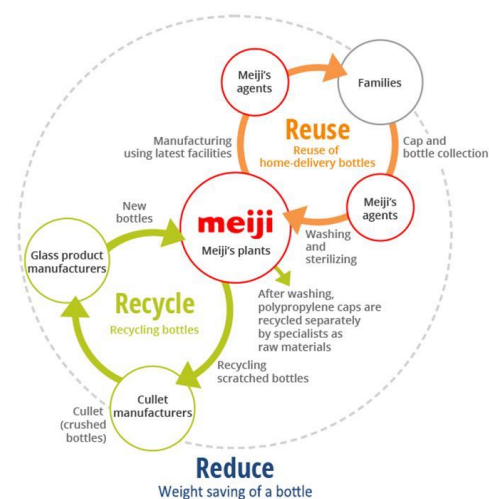 Meiji's
agents
Families
Reuse
Reuse of
home-delivery bottles
Manufacturing
using latest facilities
Cap and
bottle collection
Meiji's
agents
New
bottles
meiji
Meiji's plants
Washing
and
sterilizing
Glass product
manufacturers
Recycle
Recycling bottles
After washing,
polypropylene caps are
recycled separately
by specialists as
raw materials
Recycling
scratched bottles
Cullet
manufacturers
Cullet
(crushed
bottles)
Reduce
Weight saving of a bottle